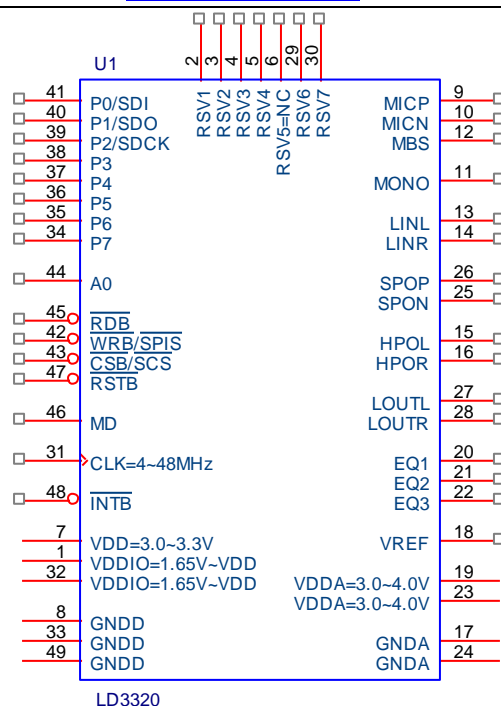 U1
2 3 4 5 6 29 30
RSV1 RSV2 RSV3 RSV4 RSV5=NC RSV6 RSV7
41 P0/SDI
40 P1/SDO
39 P2/SDCK
38 P3
37 P4
36 P5
35 P6
34 P7
44 A0
45 RDB
42 WRB/SPIS
43 CSB/SCS
47 RSTB
46 MD
31 CLK=4~48MHz
48 INTB
7 VDD=3.0~3.3V
1 VDDIO=1.65V~VDD
32 VDDIO=1.65V~VDD
8 GNDD
33 GNDD
49 GNDD
MICP 9
MICN 10
MBS 12
MONO 11
LINL 13
LINR 14
SPOP 26
SPON 25
HPOL 15
HPOR 16
LOUTL 27
LOUTR 28
EQ1 20
EQ2 21
EQ3 22
VREF 18
VDDA=3.0~4.0V 19
VDDA=3.0~4.0V 23
GNDA 17
GNDA 24
LD3320